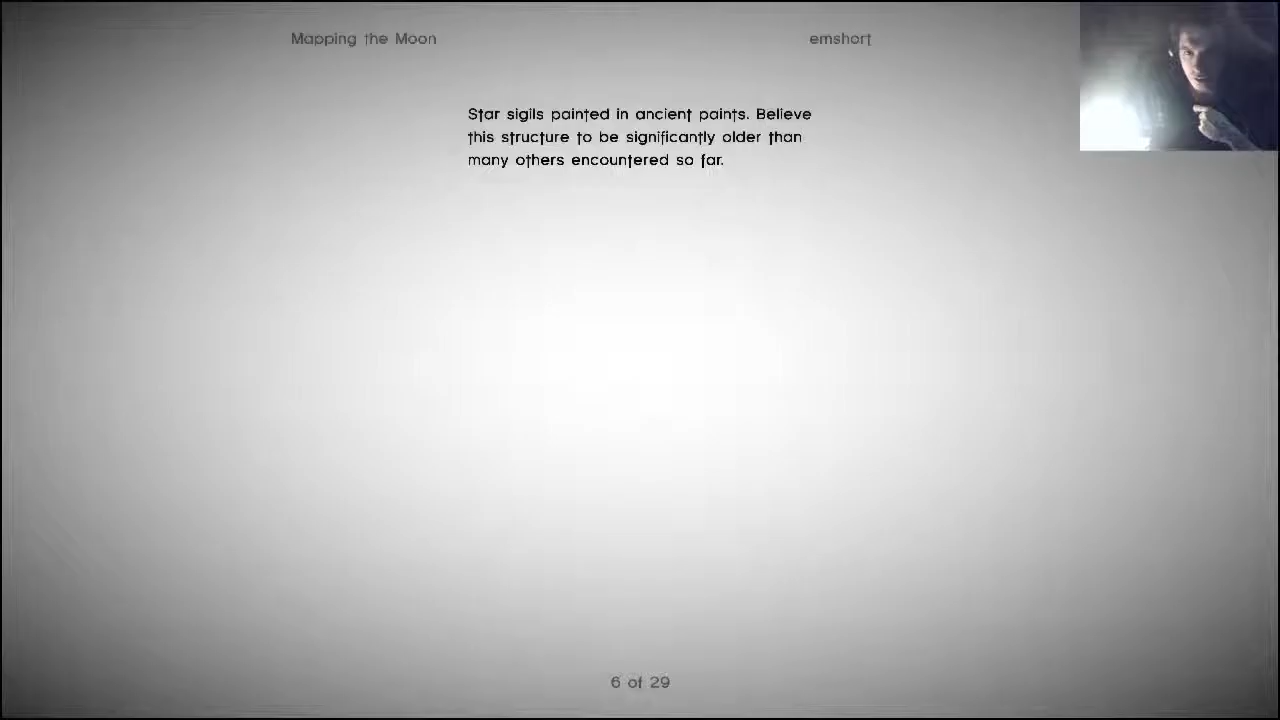 Mapping the Moon
emshort
Star sigils painted in ancient paints. Believe
this structure to be significantly older than
many others encountered so far.
6 of 29